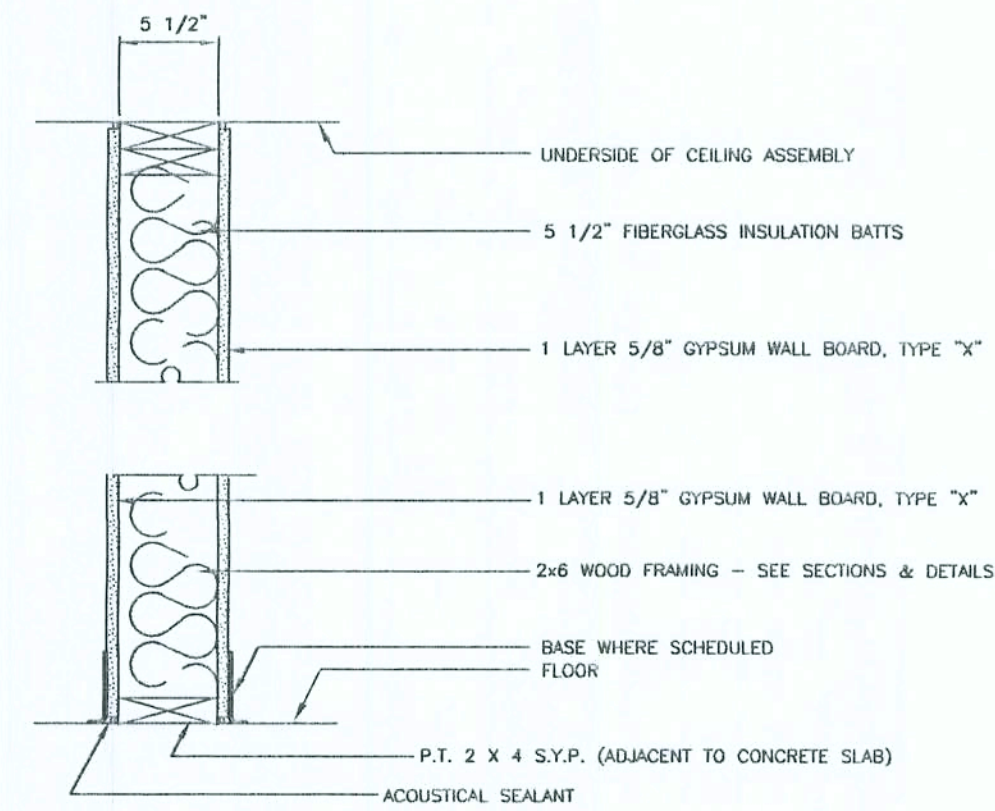 5 1/2"
UNDERSIDE OF CEILING ASSEMBLY
5 1/2" FIBERGLASS INSULATION BATTS
1 LAYER 5/8" GYPSUM WALL BOARD, TYPE "X"
1 LAYER 5/8" GYPSUM WALL BOARD, TYPE "X"
2x6 WOOD FRAMING – SEE SECTIONS & DETAILS
BASE WHERE SCHEDULED
FLOOR
P.T. 2 X 4 S.Y.P. (ADJACENT TO CONCRETE SLAB)
ACOUSTICAL SEALANT